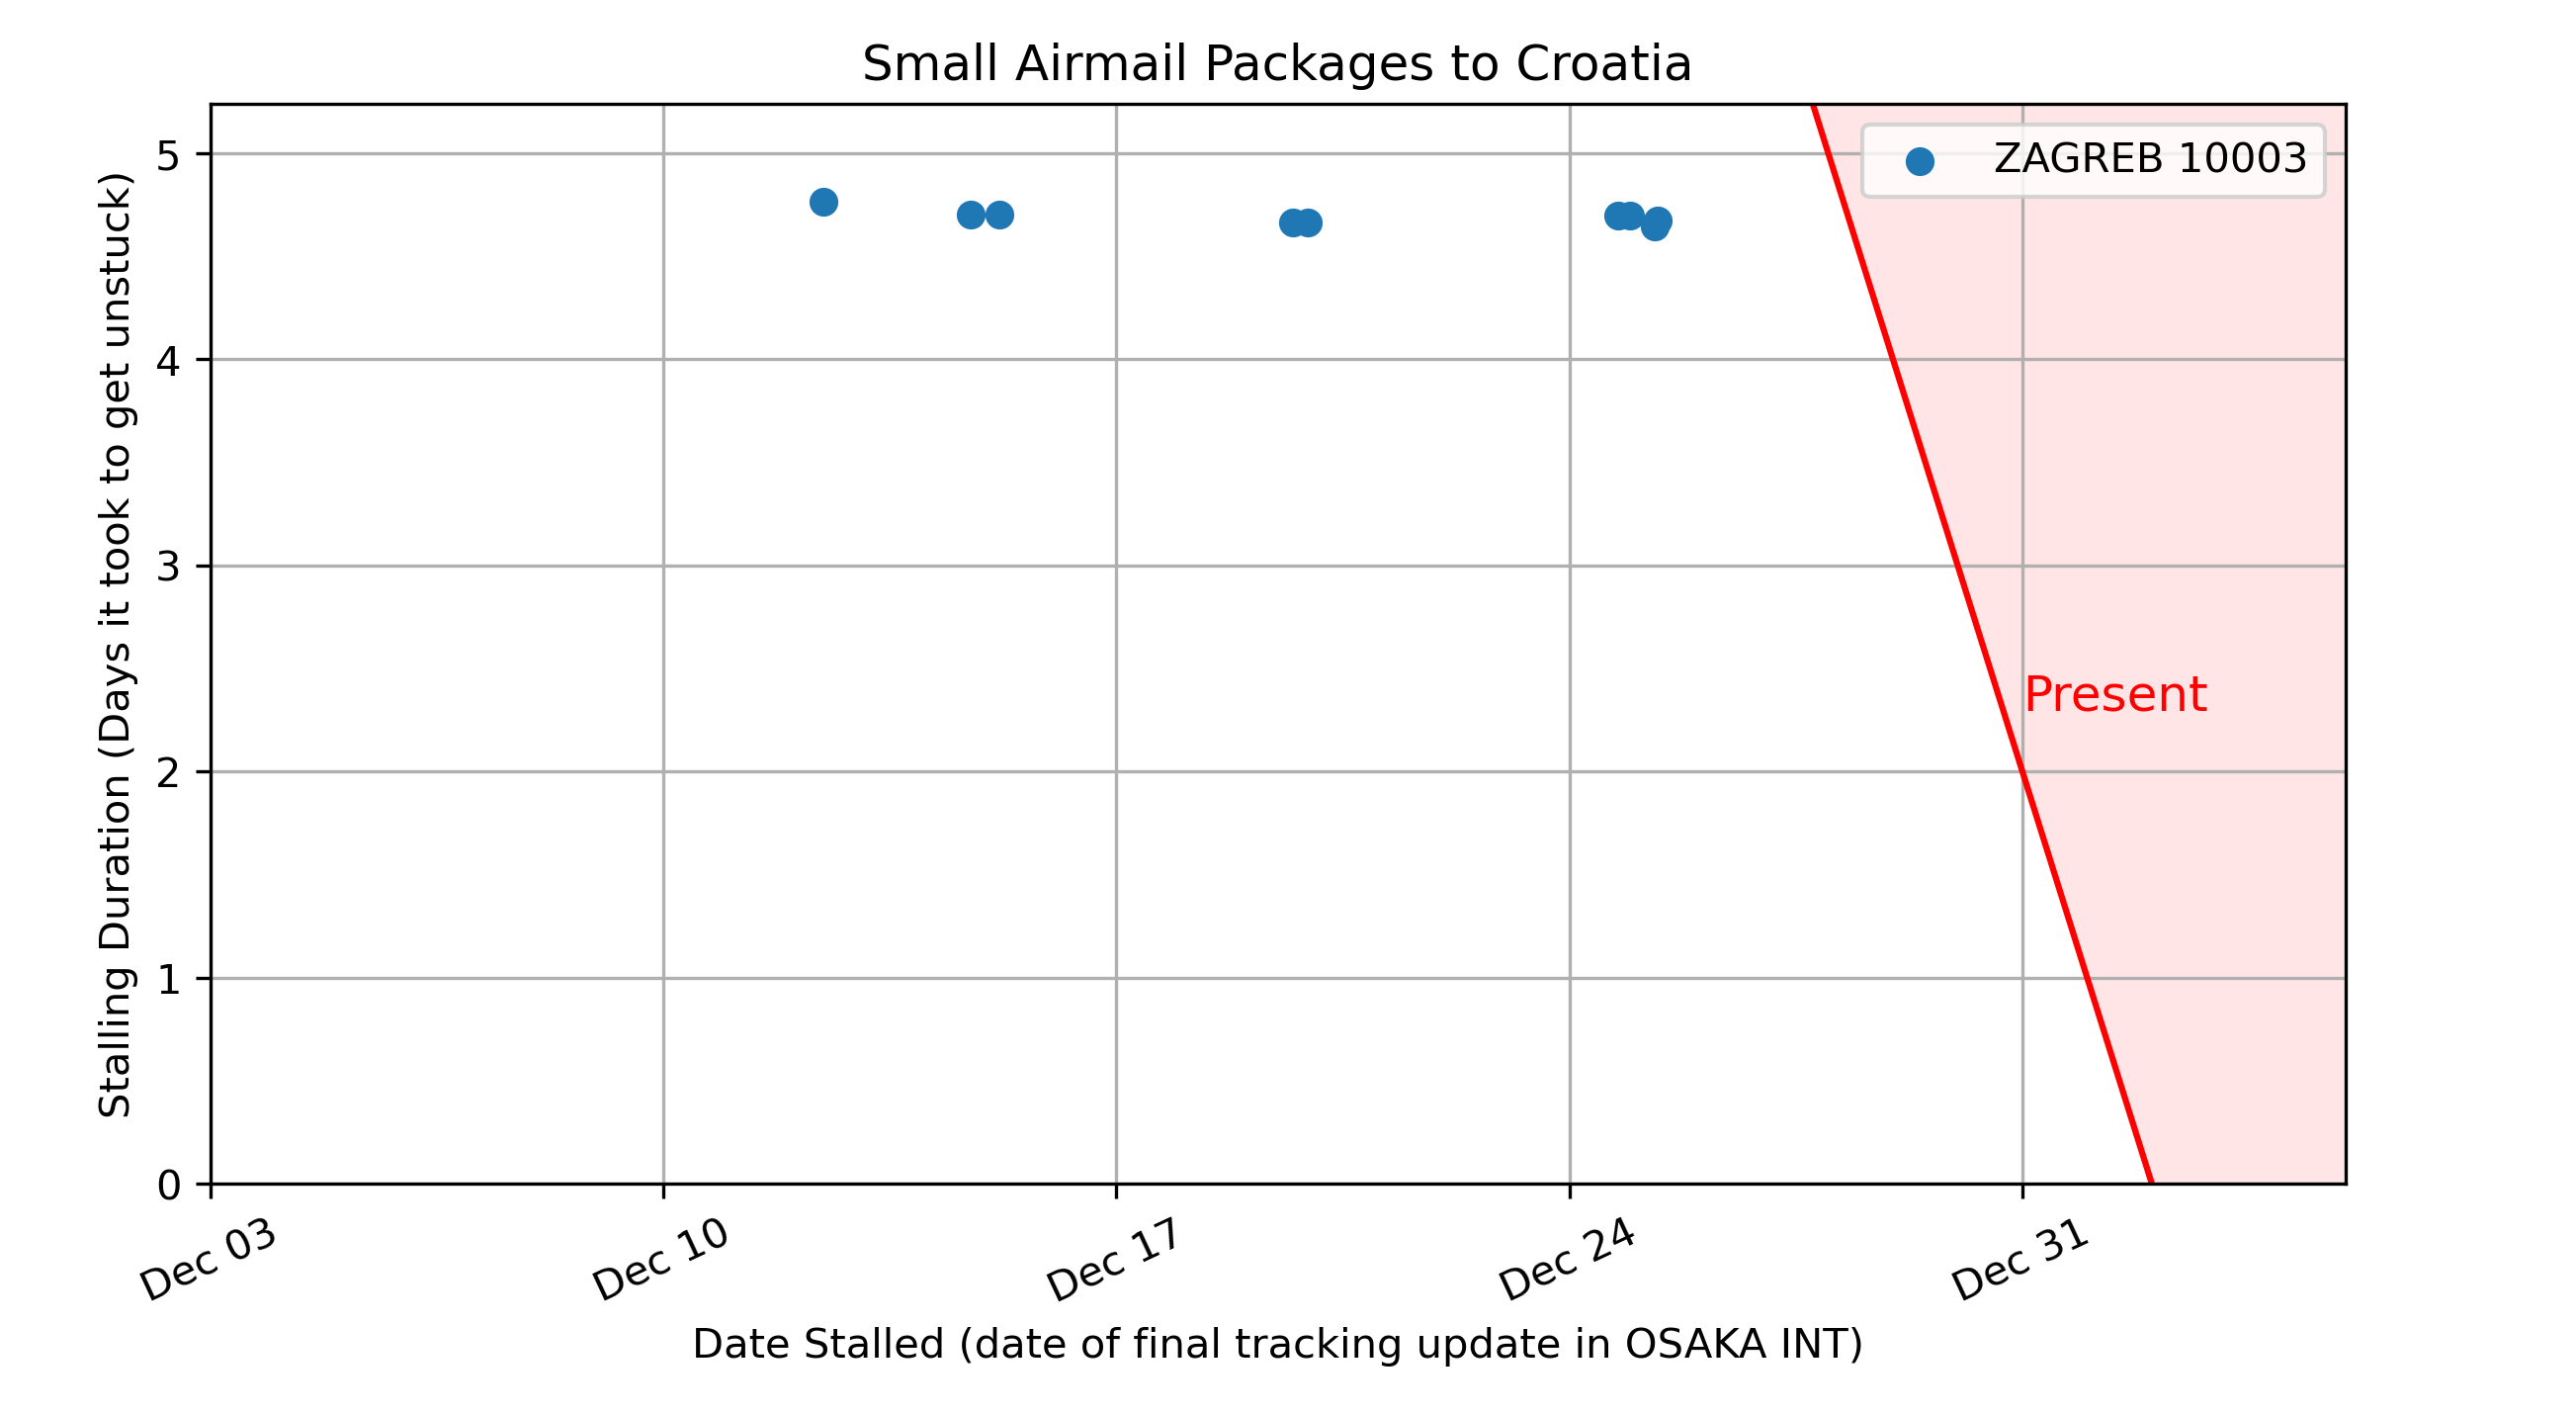 Small Airmail Packages to Croatia
ZAGREB 10003
Stalling Duration (Days it took to get unstuck)
5
4
3
2
1
0
Present
Dec 03
Dec 10
Dec 17
Dec 24
Dec 31
Date Stalled (date of final tracking update in OSAKA INT)